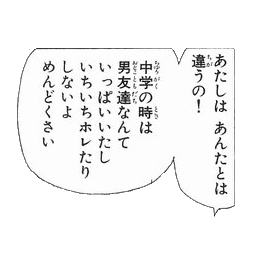 あたしは あんたとは
違うの！
中学の時は
男友達なんて
いっぱいいたし
いちいちホレたり
しないよ
めんどくさい